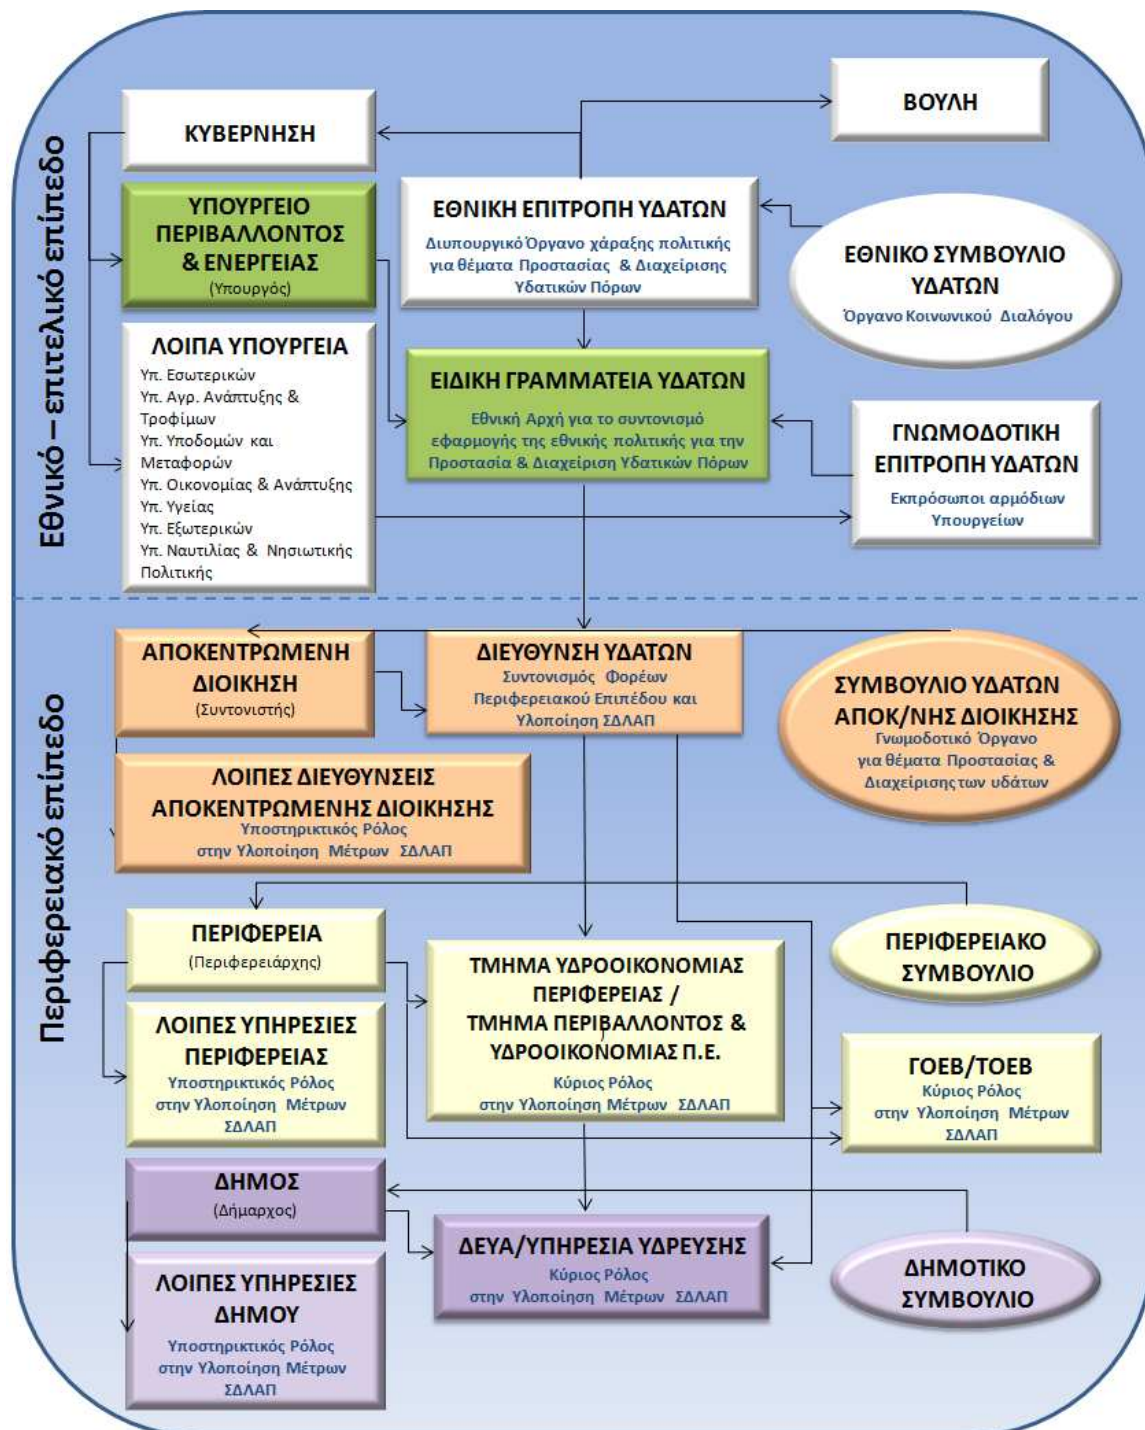 Εθνικό – επιτελικό επίπεδο
ΚΥΒΕΡΝΗΣΗ
ΒΟΥΛΗ
ΥΠΟΥΡΓΕΙΟ
ΠΕΡΙΒΑΛΛΟΝΤΟΣ
& ΕΝΕΡΓΕΙΑΣ
(Υπουργός)
ΕΘΝΙΚΗ ΕΠΙΤΡΟΠΗ ΥΔΑΤΩΝ
Διυπουργικό Όργανο χάραξης πολιτικής
για θέματα Προστασίας & Διαχείρισης
Υδατικών Πόρων
ΕΘΝΙΚΟ ΣΥΜΒΟΥΛΙΟ
ΥΔΑΤΩΝ
Όργανο Κοινωνικού Διαλόγου
ΛΟΙΠΑ ΥΠΟΥΡΓΕΙΑ
Υπ. Εσωτερικών
Υπ. Αγρ. Ανάπτυξης &
Τροφίμων
Υπ. Υποδομών και
Μεταφορών
Υπ. Οικονομίας & Ανάπτυξης
Υπ. Υγείας
Υπ. Εξωτερικών
Υπ. Ναυτιλίας & Νησιωτικής
Πολιτικής
ΕΙΔΙΚΗ ΓΡΑΜΜΑΤΕΙΑ ΥΔΑΤΩΝ
Εθνική Αρχή για το συντονισμό
εφαρμογής της εθνικής πολιτικής για την
Προστασία & Διαχείριση Υδατικών Πόρων
ΓΝΩΜΟΔΟΤΙΚΗ
ΕΠΙΤΡΟΠΗ ΥΔΑΤΩΝ
Εκπρόσωποι αρμόδιων
Υπουργείων
Περιφερειακό επίπεδο
ΑΠΟΚΕΝΤΡΩΜΕΝΗ
ΔΙΟΙΚΗΣΗ
(Συντονιστής)
ΔΙΕΥΘΥΝΣΗ ΥΔΑΤΩΝ
Συντονισμός Φορέων
Περιφερειακού Επιπέδου και
Υλοποίηση ΣΔΛΑΠ
ΣΥΜΒΟΥΛΙΟ ΥΔΑΤΩΝ
ΑΠΟΚ/ΝΗΣ ΔΙΟΙΚΗΣΗΣ
Γνωμοδοτικό Όργανο
για θέματα Προστασίας &
Διαχείρισης των υδάτων
ΛΟΙΠΕΣ ΔΙΕΥΘΥΝΣΕΙΣ
ΑΠΟΚΕΝΤΡΩΜΕΝΗΣ ΔΙΟΙΚΗΣΗΣ
Υποστηρικτικός Ρόλος
στην Υλοποίηση Μέτρων ΣΔΛΑΠ
ΠΕΡΙΦΕΡΕΙΑ
(Περιφερειάρχης)
ΤΜΗΜΑ ΥΔΡΟΟΙΚΟΝΟΜΙΑΣ
ΠΕΡΙΦΕΡΕΙΑΣ /
ΤΜΗΜΑ ΠΕΡΙΒΑΛΛΟΝΤΟΣ &
ΥΔΡΟΟΙΚΟΝΟΜΙΑΣ Π.Ε.
Κύριος Ρόλος
στην Υλοποίηση Μέτρων ΣΔΛΑΠ
ΠΕΡΙΦΕΡΕΙΑΚΟ
ΣΥΜΒΟΥΛΙΟ
ΛΟΙΠΕΣ ΥΠΗΡΕΣΙΕΣ
ΠΕΡΙΦΕΡΕΙΑΣ
Υποστηρικτικός Ρόλος
στην Υλοποίηση Μέτρων
ΣΔΛΑΠ
ΓΟΕΒ/ΤΟΕΒ
Κύριος Ρόλος
στην Υλοποίηση Μέτρων
ΣΔΛΑΠ
ΔΗΜΟΣ
(Δήμαρχος)
ΔΕΥΑ/ΥΠΗΡΕΣΙΑ ΥΔΡΕΥΣΗΣ
Κύριος Ρόλος
στην Υλοποίηση Μέτρων ΣΔΛΑΠ
ΔΗΜΟΤΙΚΟ
ΣΥΜΒΟΥΛΙΟ
ΛΟΙΠΕΣ ΥΠΗΡΕΣΙΕΣ
ΔΗΜΟΥ
Υποστηρικτικός Ρόλος
στην Υλοποίηση Μέτρων
ΣΔΛΑΠ